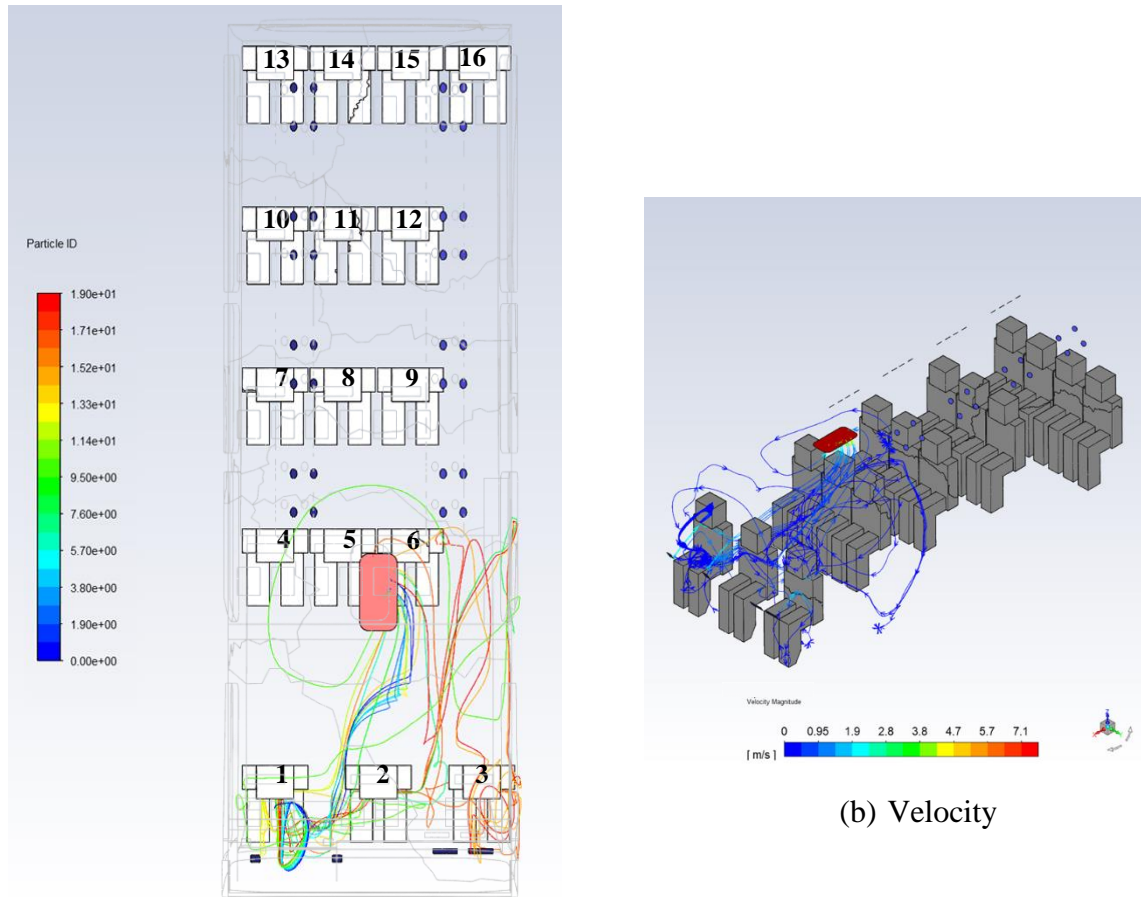 13 14 15 16
10 11 12
Particle ID
1.90e+01
1.71e+01
1.52e+01
1.33e+01
1.14e+01
9.50e+00
7.60e+00
5.70e+00
3.80e+00
1.90e+00
0.00e+00
7 8 9
4 5 6
1 2 3
Velocity Magnitude
0 0.95 1.9 2.8 3.8 4.7 5.7 7.1
[ m/s ]
(b) Velocity